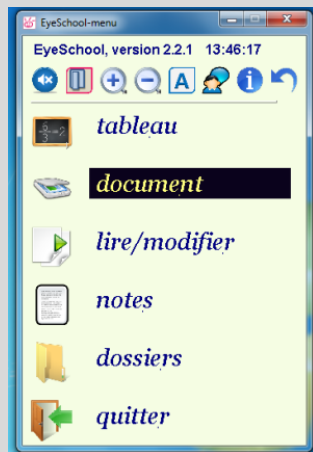 EyeSchool-menu
EyeSchool, version 2.2.1 13:46:17
A
tableau
document
lire/modifier
notes
dossiers
quitter